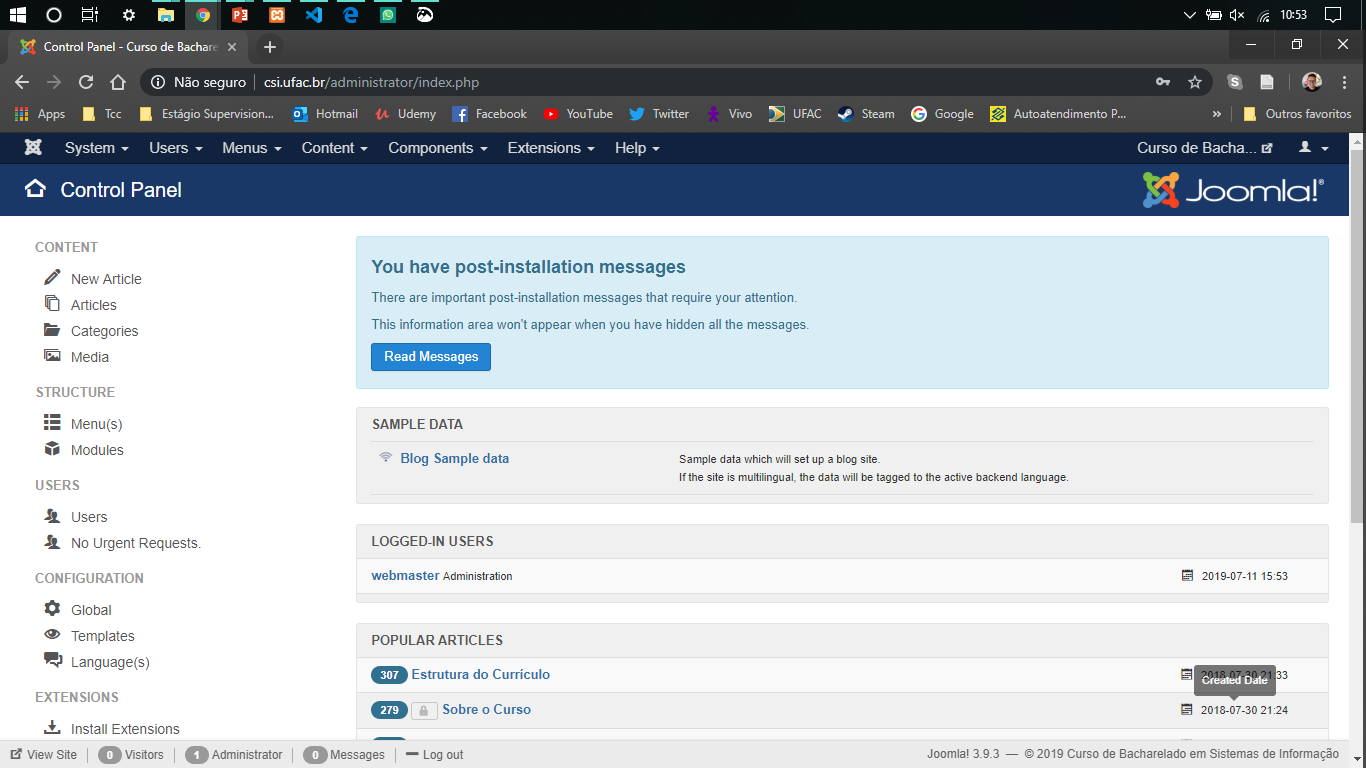 10:53
Control Panel - Curso de Bachare
Não seguro
csi.ufac.br/administrator/index.php
Apps
Tcc
Estágio Supervision...
Hotmail
Udemy
Facebook
YouTube
Twitter
Vivo
UFAC
Steam
Google
Autoatendimento P...
»
Outros favoritos
System
Users
Menus
Content
Components
Extensions
Help
Curso de Bacha...
Control Panel
Joomla!®
CONTENT
New Article
Articles
Categories
Media
STRUCTURE
Menu(s)
Modules
USERS
Users
No Urgent Requests.
CONFIGURATION
Global
Templates
Language(s)
EXTENSIONS
Install Extensions
You have post-installation messages
There are important post-installation messages that require your attention.
This information area won't appear when you have hidden all the messages.
Read Messages
SAMPLE DATA
Blog Sample data
Sample data which will set up a blog site.
If the site is multilingual, the data will be tagged to the active backend language.
LOGGED-IN USERS
webmaster Administration
2019-07-11 15:53
POPULAR ARTICLES
307 Estrutura do Currículo
2018-07-30 21:33
Created Date
279 Sobre o Curso
2018-07-30 21:24
View Site
0 Visitors
1 Administrator
0 Messages
Log out
Joomla! 3.9.3 — © 2019 Curso de Bacharelado em Sistemas de Informação